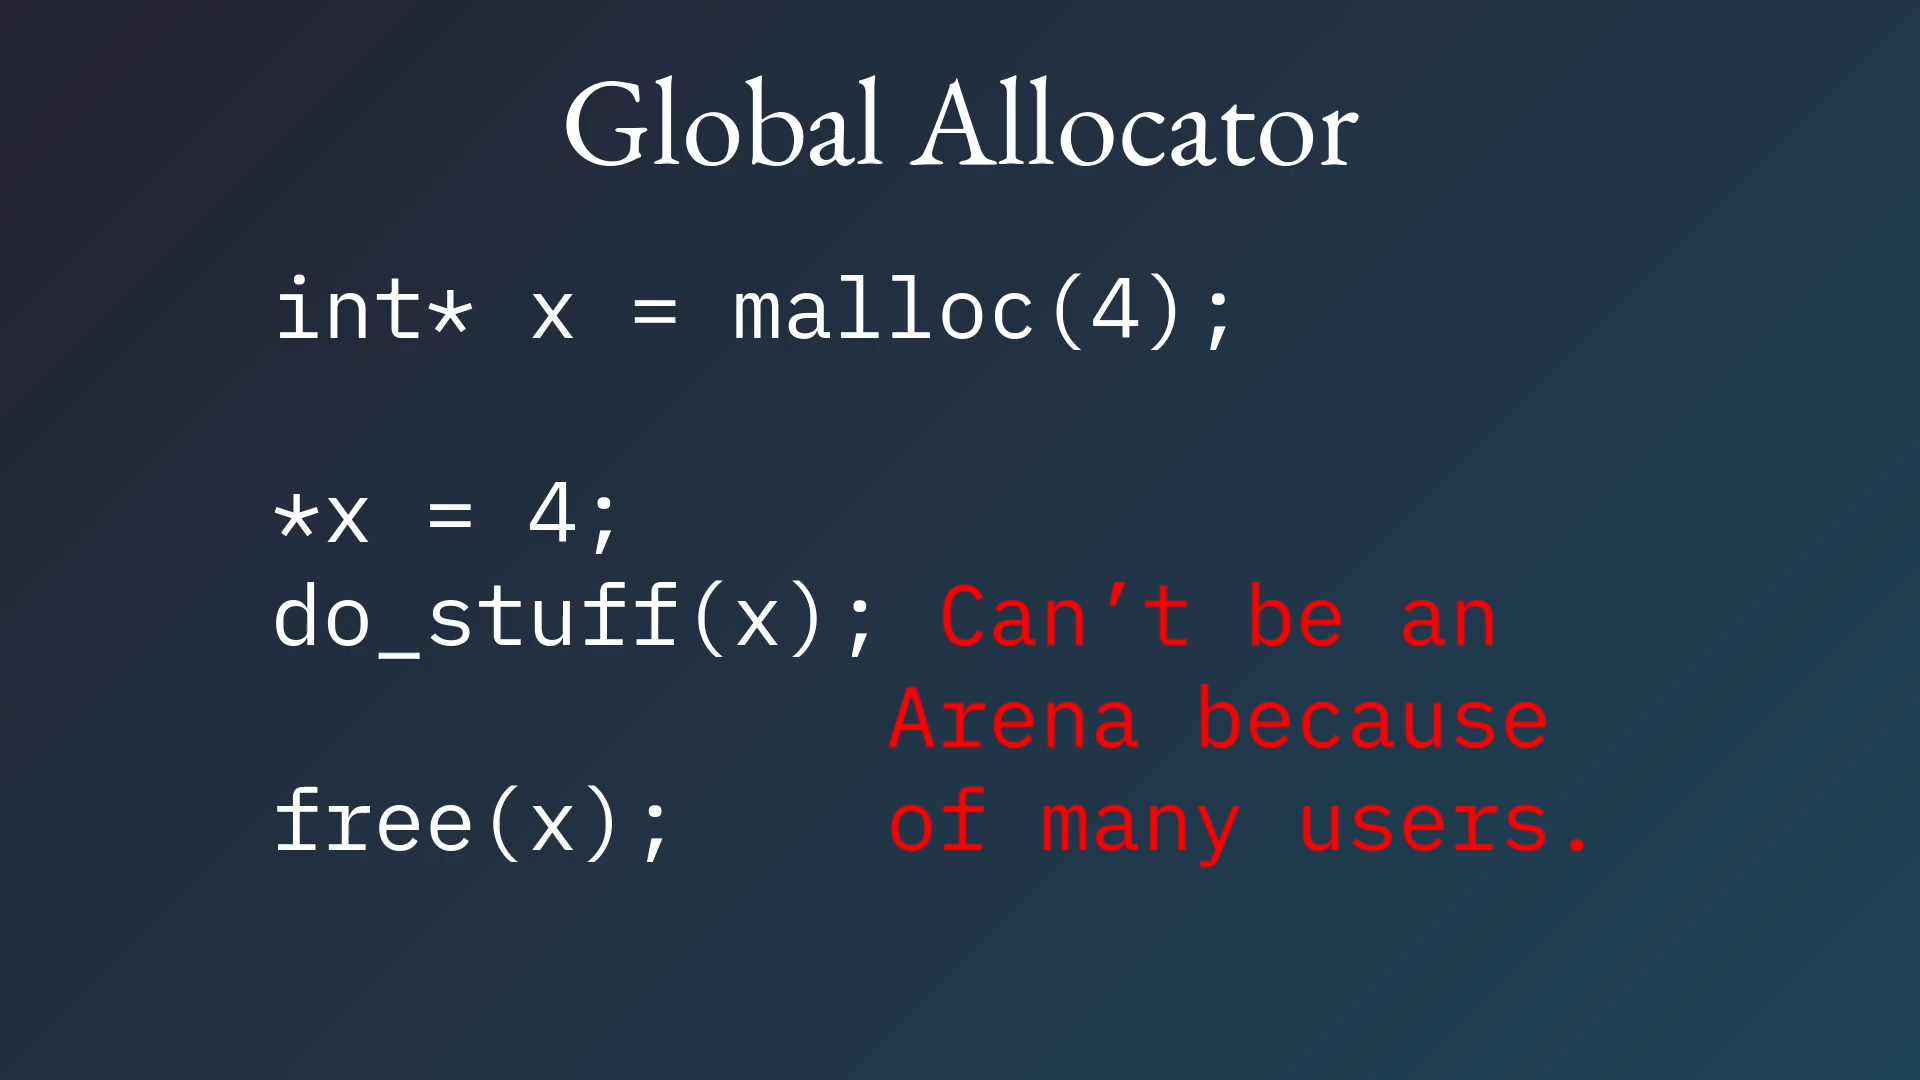 Global Allocator
int* x = malloc(4);
*x = 4;
do_stuff(x); Can’t be an
Arena because
free(x); of many users.